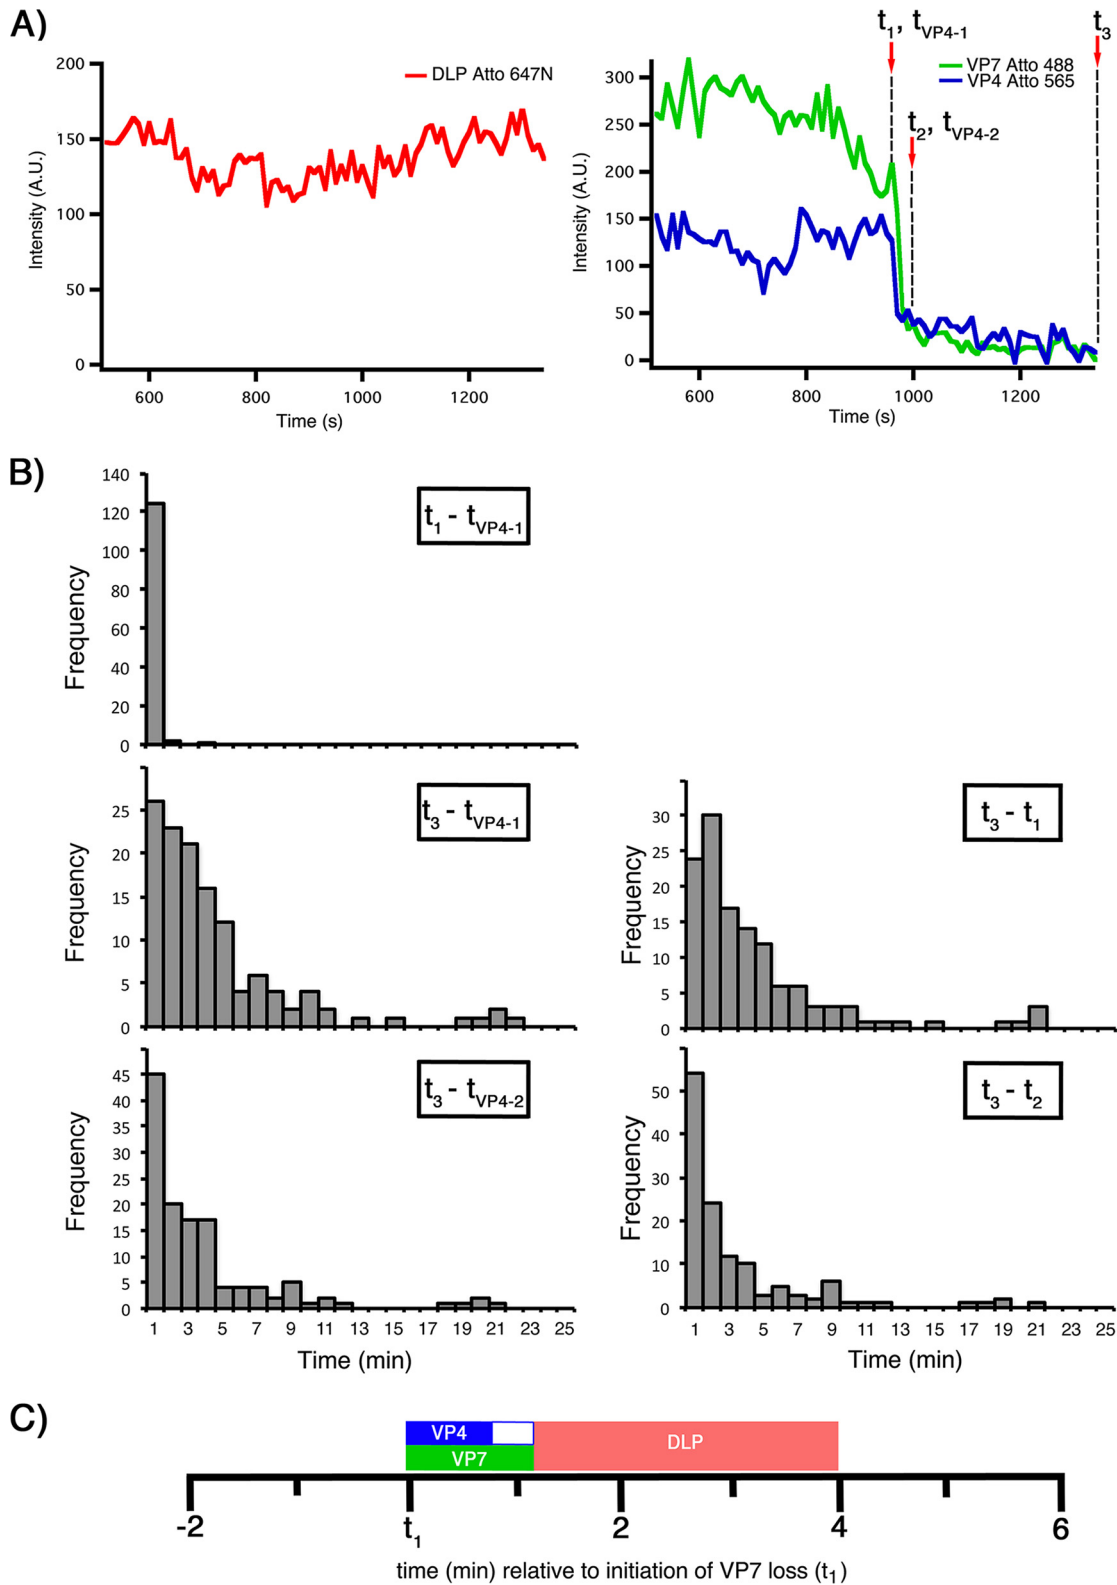 A)
DLP Atto 647N
200
150
100
50
0
Intensity (A.U.)
600 800 1000 1200
Time (s)
t1, tVP4-1
t3
VP7 Atto 488
VP4 Atto 565
t2, tVP4-2
300
250
200
150
100
50
0
Intensity (A.U.)
600 800 1000 1200
Time (s)
B)
t1 - tVP4-1
140
120
100
80
60
40
20
0
Frequency
t3 - tVP4-1
25
20
15
10
5
0
Frequency
t3 - t1
30
25
20
15
10
5
0
Frequency
t3 - tVP4-2
45
40
35
30
25
20
15
10
5
0
Frequency
1 3 5 7 9 11 13 15 17 19 21 23 25
Time (min)
t3 - t2
50
40
30
20
10
0
Frequency
1 3 5 7 9 11 13 15 17 19 21 23 25
Time (min)
C)
VP4
VP7
DLP
-2 t1 2 4 6
time (min) relative to initiation of VP7 loss (t1)